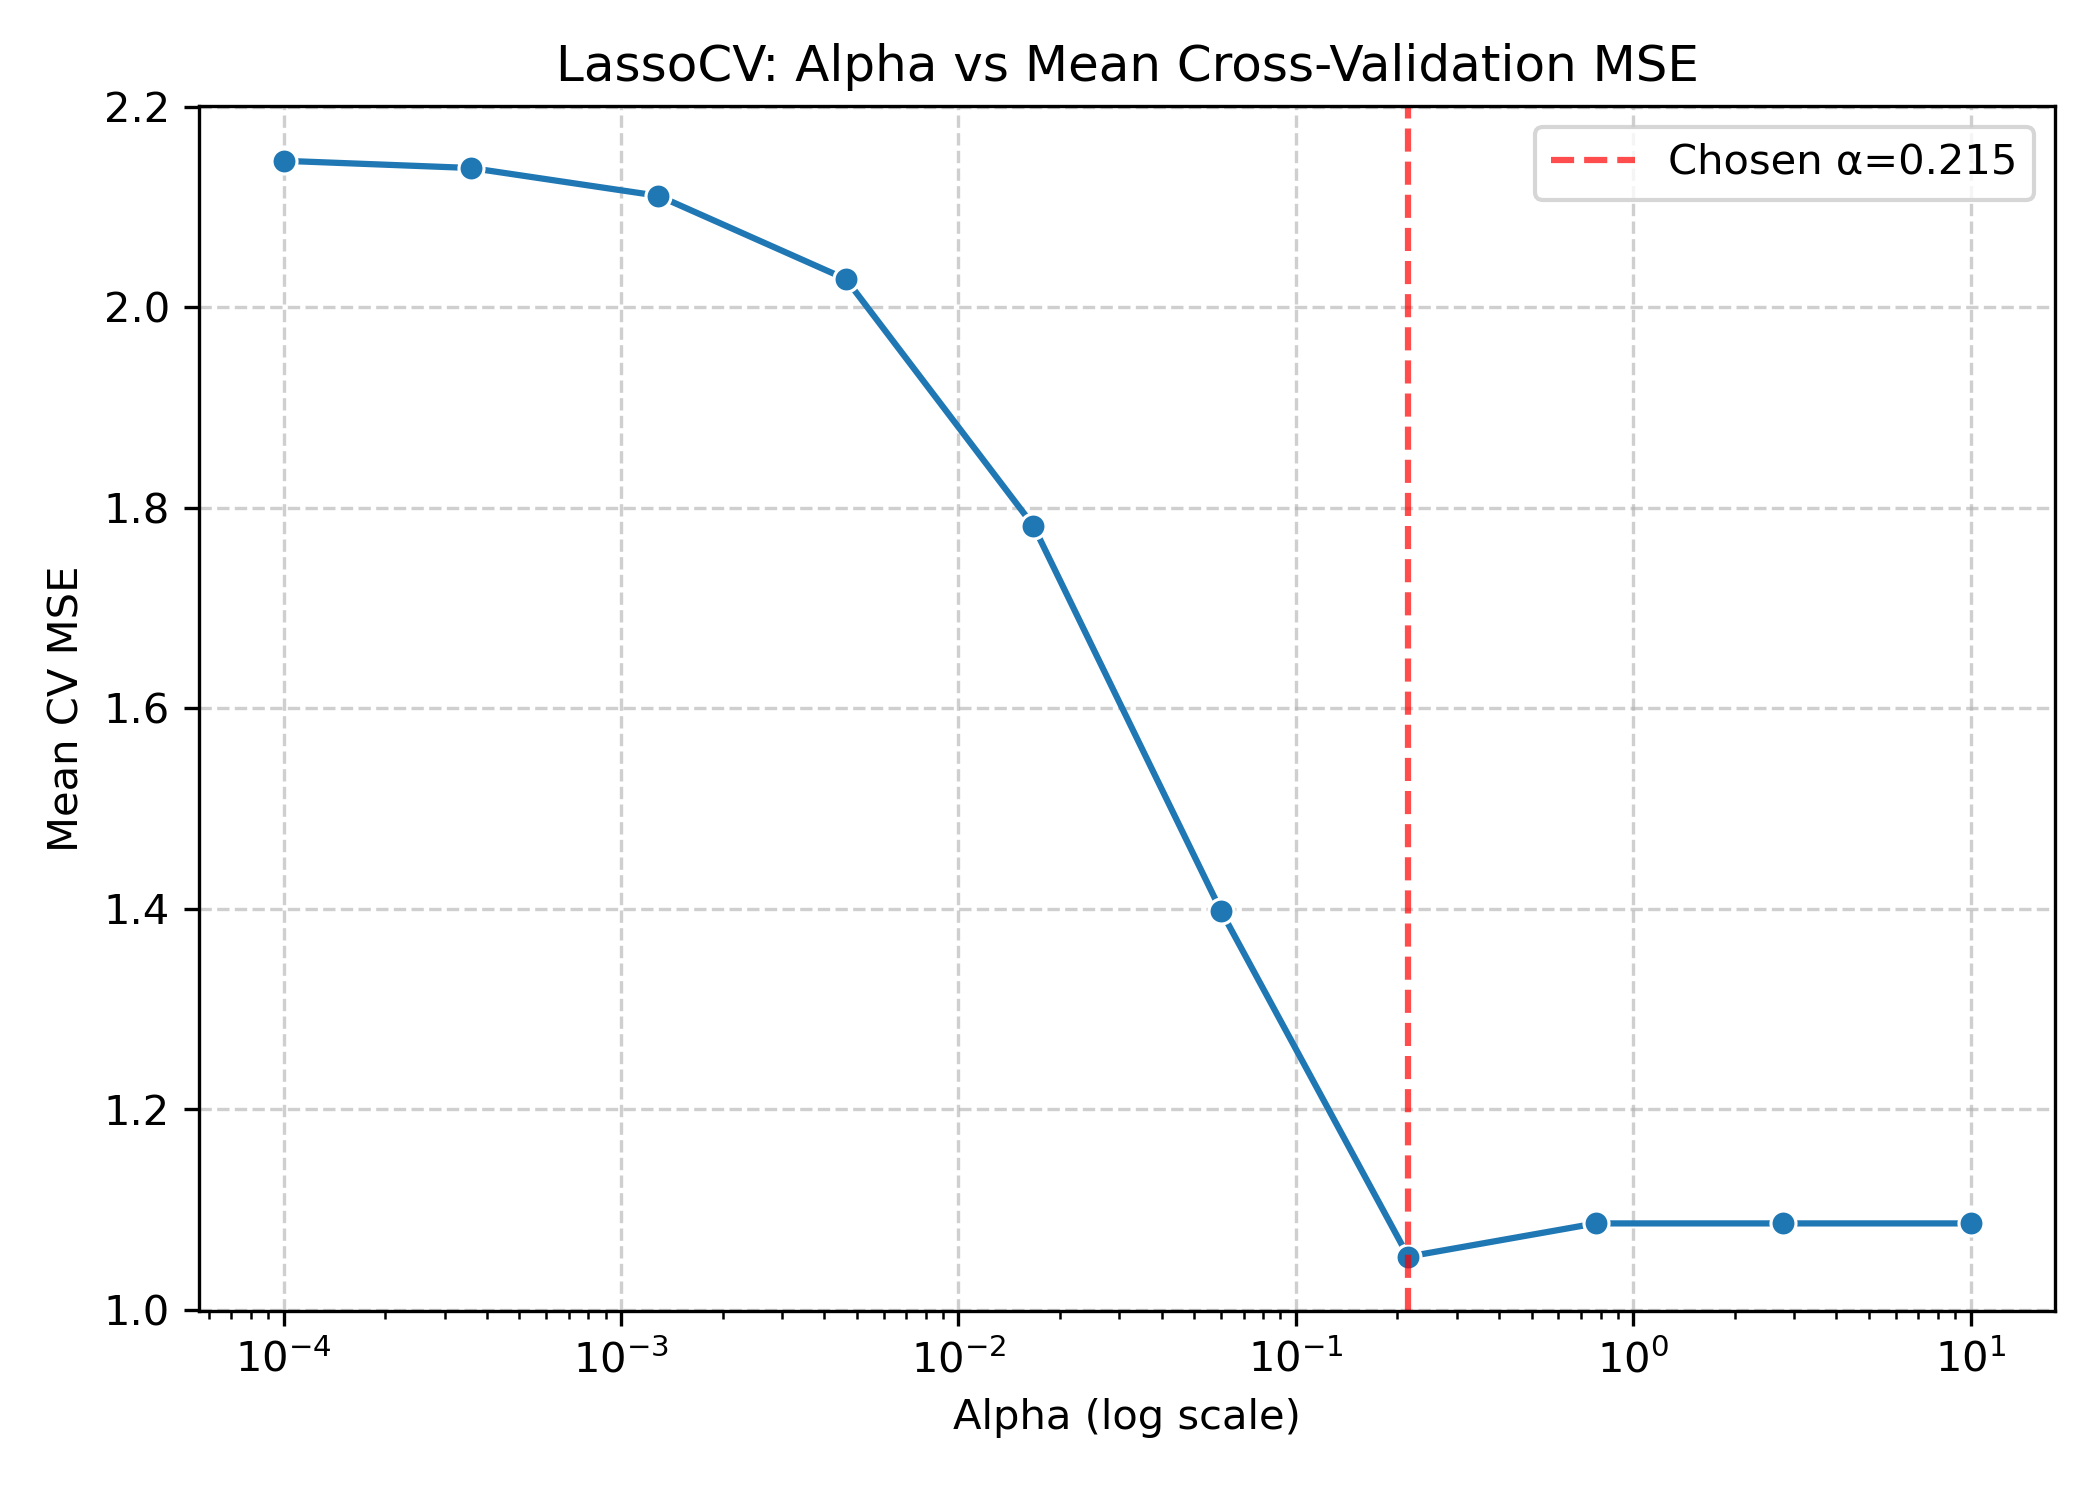 LassoCV: Alpha vs Mean Cross-Validation MSE
Chosen α=0.215
Mean CV MSE
2.2
2.0
1.8
1.6
1.4
1.2
1.0
10⁻⁴ 10⁻³ 10⁻² 10⁻¹ 10⁰ 10¹
Alpha (log scale)